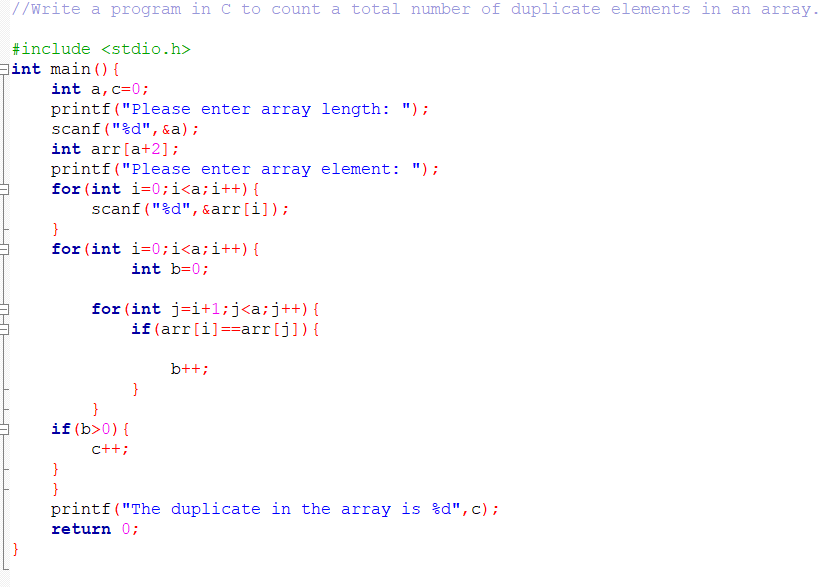 //Write a program in C to count a total number of duplicate elements in an array.
#include <stdio.h>
int main(){
int a,c=0;
printf("Please enter array length: ");
scanf("%d",&a);
int arr[a+2];
printf("Please enter array element: ");
for(int i=0;i<a;i++){
scanf("%d",&arr[i]);
}
for(int i=0;i<a;i++){
int b=0;
for(int j=i+1;j<a;j++){
if(arr[i]==arr[j]){
b++;
}
}
if(b>0){
c++;
}
}
printf("The duplicate in the array is %d",c);
return 0;
}